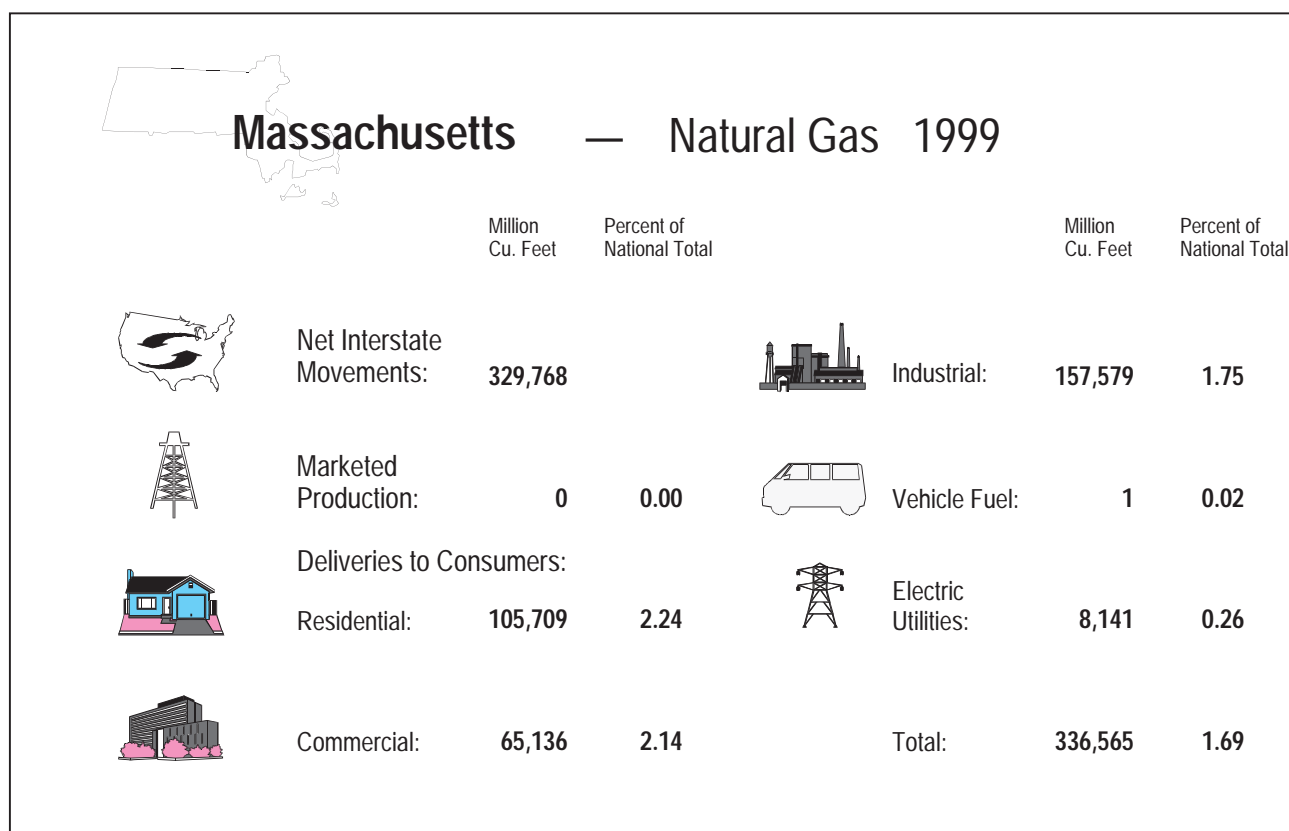 Massachusetts — Natural Gas 1999
Million Percent of Million Percent of
Cu. Feet National Total Cu. Feet National Total
Net Interstate
Movements: 329,768
Industrial: 157,579 1.75
Marketed
Production: 0 0.00
Vehicle Fuel: 1 0.02
Deliveries to Consumers:
Residential: 105,709 2.24
Electric
Utilities: 8,141 0.26
Commercial: 65,136 2.14
Total: 336,565 1.69